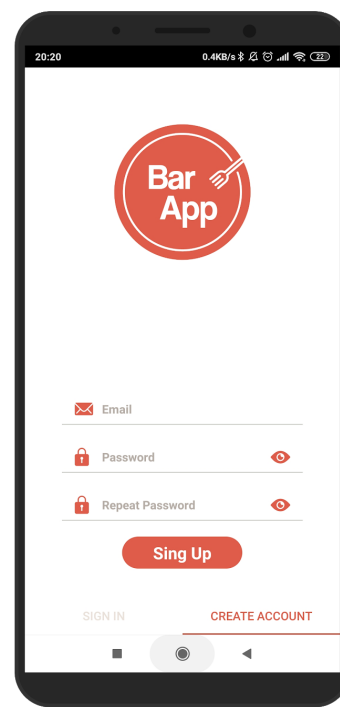 20:20 0.4KB/s 22
Bar
App
Email
Password
Repeat Password
Sing Up
SIGN IN CREATE ACCOUNT